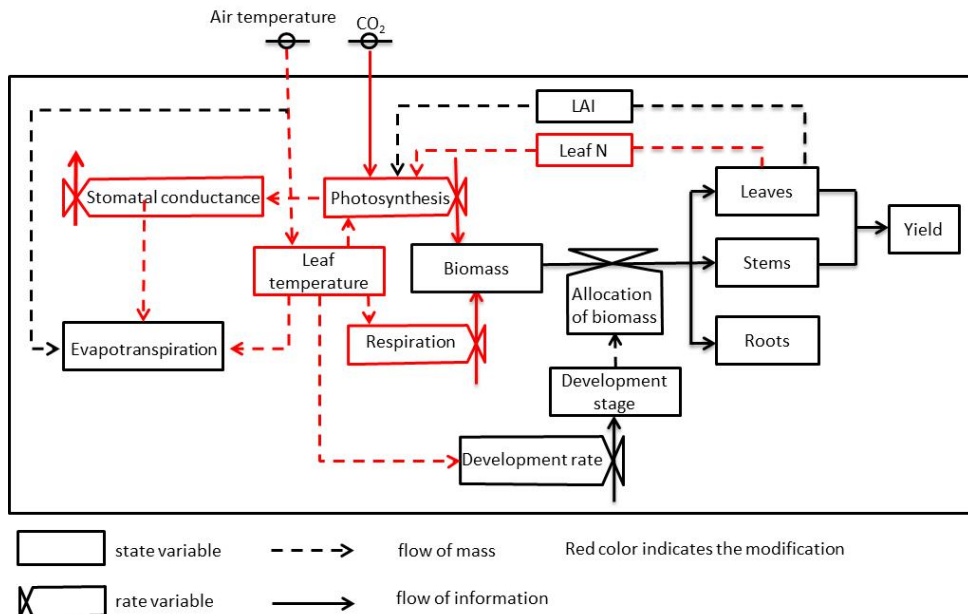 Air temperature
CO₂
LAI
Leaf N
Stomatal conductance
Photosynthesis
Leaves
Yield
Leaf
temperature
Biomass
Stems
Allocation
of biomass
Evapotranspiration
Respiration
Roots
Development
stage
Development rate
state variable
flow of mass
Red color indicates the modification
rate variable
flow of information